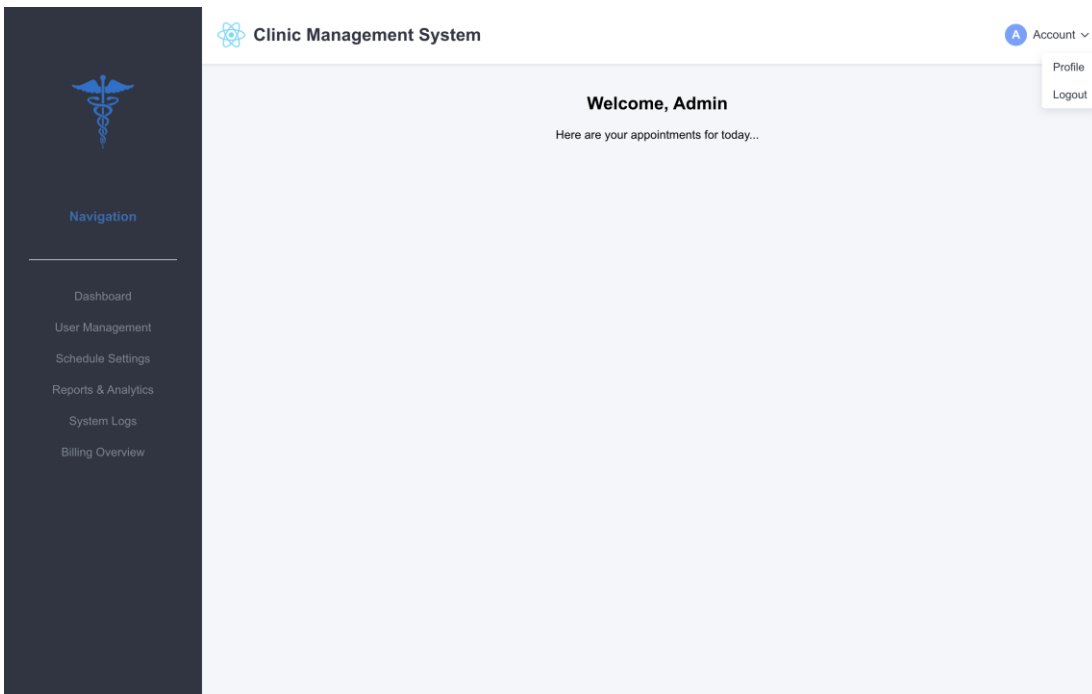 Clinic Management System
A Account
Profile
Logout
Navigation
Dashboard
User Management
Schedule Settings
Reports & Analytics
System Logs
Billing Overview
Welcome, Admin
Here are your appointments for today...